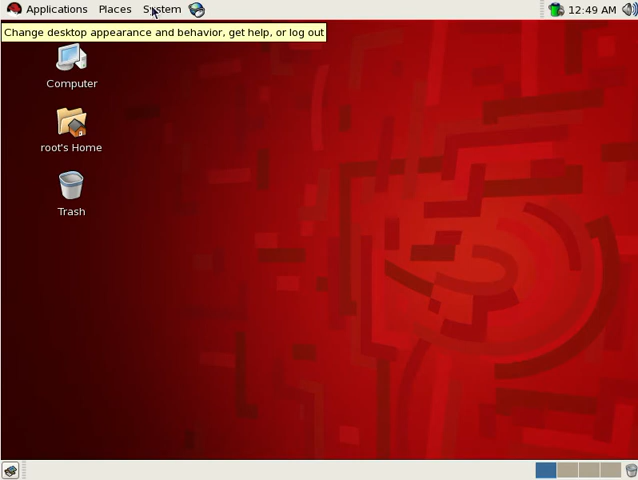 Applications Places System 12:49 AM
Change desktop appearance and behavior, get help, or log out
Computer
root's Home
Trash